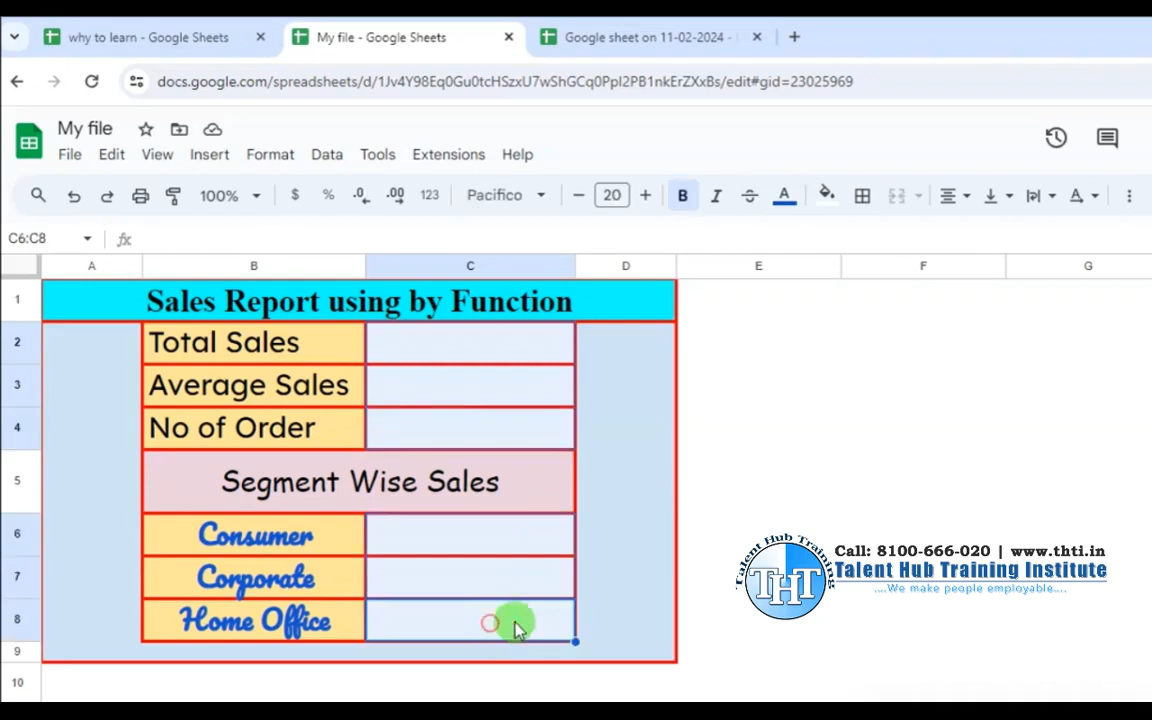 why to learn - Google Sheets
My file - Google Sheets
Google sheet on 11-02-2024 -
docs.google.com/spreadsheets/d/1Jv4Y98Eq0Gu0tcHSzxU7wShGCq0PpI2PB1nkErZXxBs/edit#gid=23025969
My file
File Edit View Insert Format Data Tools Extensions Help
100% $ % .0 .00 123 Pacifico - 20 + B I S A A
C6:C8 fx
A B C D E F G
1 Sales Report using by Function
2 Total Sales
3 Average Sales
4 No of Order
5 Segment Wise Sales
6 Consumer
7 Corporate
8 Home Office
9
10
Talent Hub Training
THT
Call: 8100-666-020 | www.thti.in
Talent Hub Training Institute
....We make people employable....